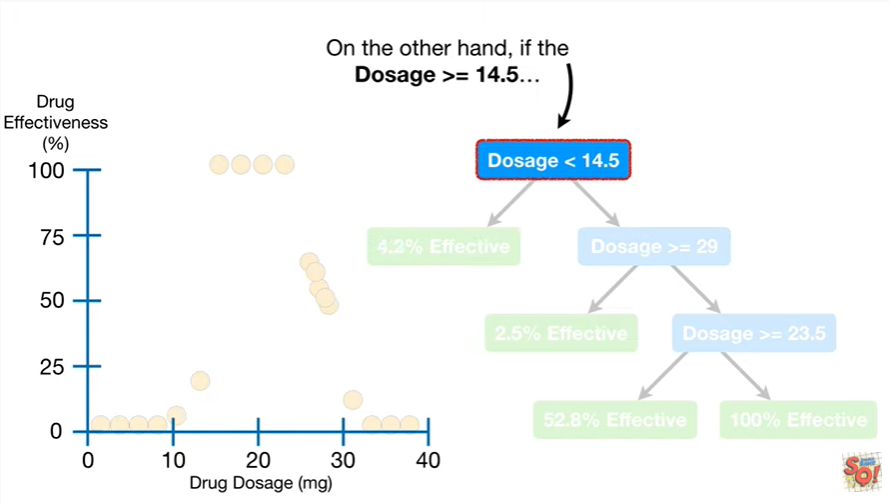 On the other hand, if the
Dosage >= 14.5...
Drug
Effectiveness
(%)
100
75
50
25
0
0
10
20
30
40
Drug Dosage (mg)
Dosage < 14.5
4.2% Effective
Dosage >= 29
2.5% Effective
Dosage >= 23.5
52.8% Effective
100% Effective
SQ!